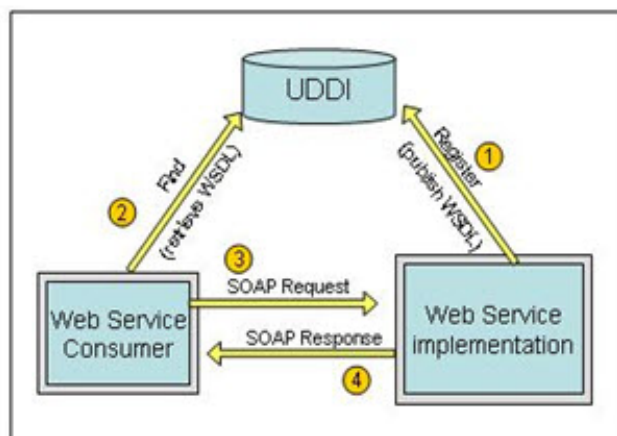 UDDI
1
Register
(publish WSDL)
2
Find
(retrieve WSDL)
3
SOAP Request
Web Service
Consumer
Web Service
implementation
SOAP Response
4